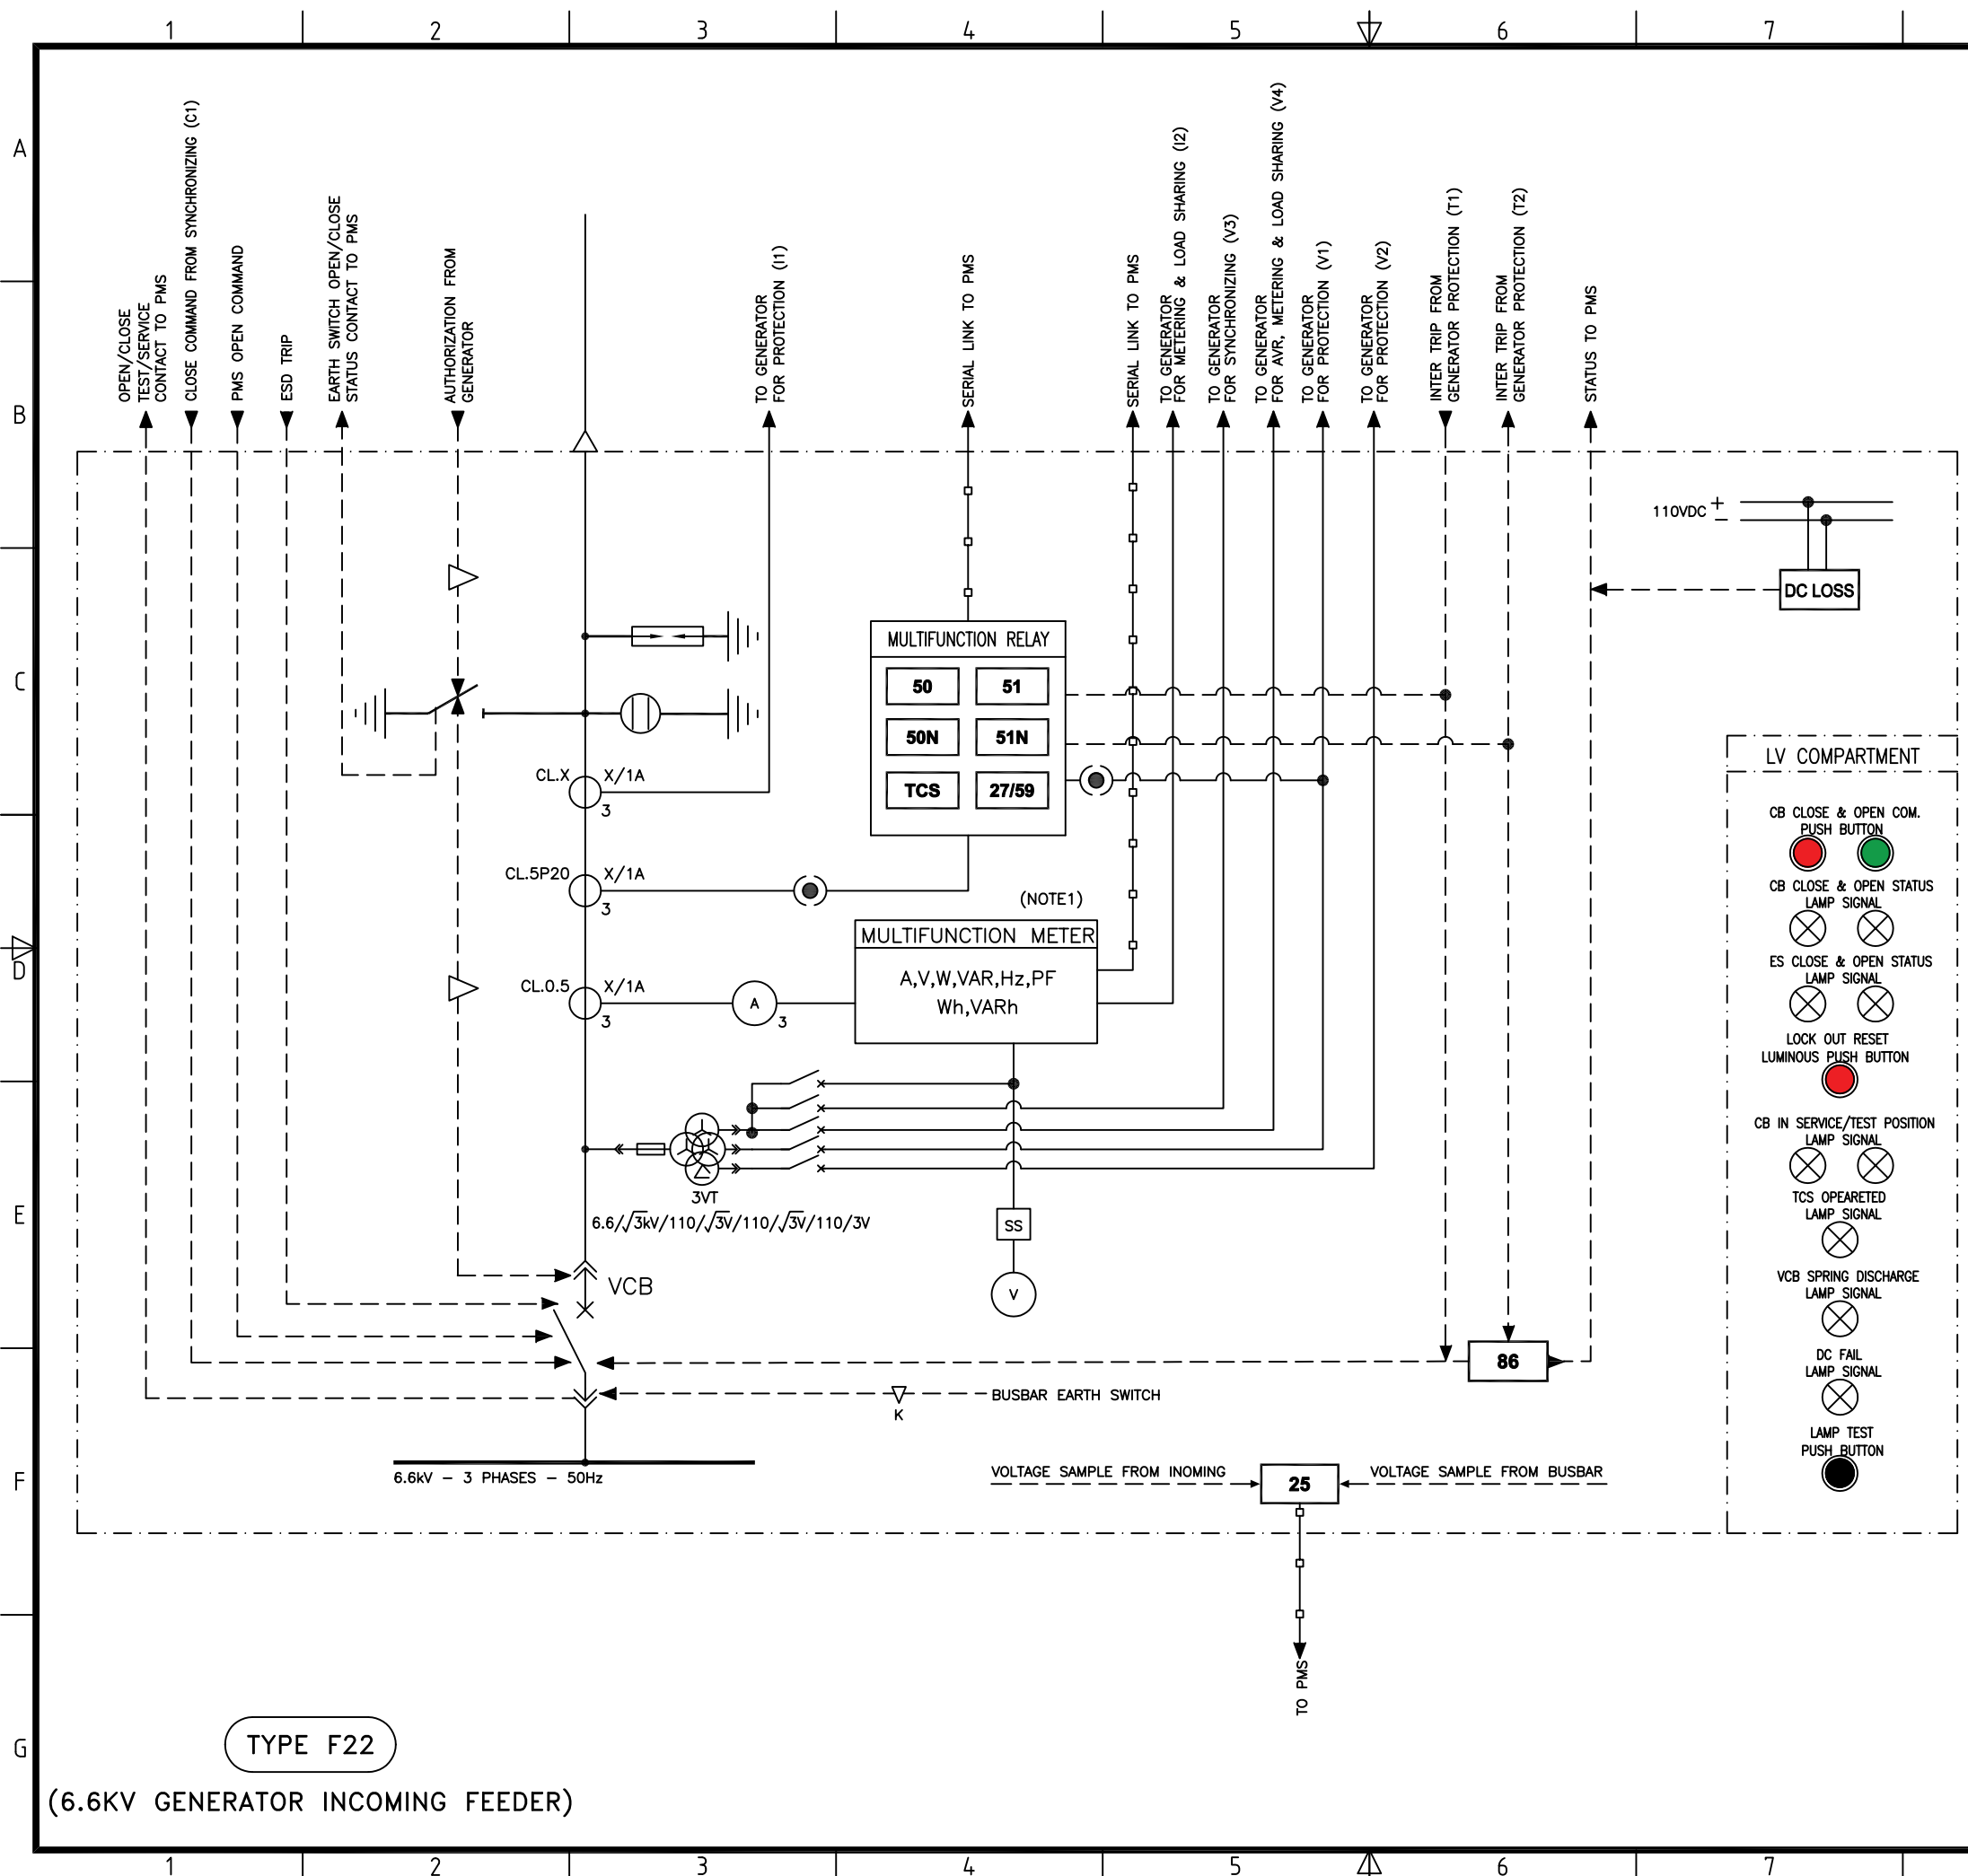 1 2 3 4 5 6 7
A
B
C
D
E
F
G
OPEN/CLOSE
TEST/SERVICE
CONTACT TO PMS
CLOSE COMMAND FROM SYNCHRONIZING (C1)
PMS OPEN COMMAND
ESD TRIP
EARTH SWITCH OPEN/CLOSE
STATUS CONTACT TO PMS
AUTHORIZATION FROM
GENERATOR
TO GENERATOR
FOR PROTECTION (I1)
SERIAL LINK TO PMS
SERIAL LINK TO PMS
TO GENERATOR
FOR METERING & LOAD SHARING (I2)
TO GENERATOR
FOR SYNCHRONIZING (V3)
TO GENERATOR
FOR AVR, METERING & LOAD SHARING (V4)
TO GENERATOR
FOR PROTECTION (V1)
TO GENERATOR
FOR PROTECTION (V2)
INTER TRIP FROM
GENERATOR PROTECTION (T1)
INTER TRIP FROM
GENERATOR PROTECTION (T2)
STATUS TO PMS
110VDC + −
DC LOSS
MULTIFUNCTION RELAY
50 51
50N 51N
TCS 27/59
CL.X X/1A
3
CL.5P20 X/1A
3
(NOTE1)
MULTIFUNCTION METER
A,V,W,VAR,Hz,PF
Wh,VARh
CL.0.5 X/1A
3
A
3
3VT
6.6/√3kV/110/√3V/110/√3V/110/3V
SS
V
VCB
86
BUSBAR EARTH SWITCH
K
6.6kV − 3 PHASES − 50Hz
VOLTAGE SAMPLE FROM INOMING
25
VOLTAGE SAMPLE FROM BUSBAR
TO PMS
LV COMPARTMENT
CB CLOSE & OPEN COM.
PUSH BUTTON
CB CLOSE & OPEN STATUS
LAMP SIGNAL
ES CLOSE & OPEN STATUS
LAMP SIGNAL
LOCK OUT RESET
LUMINOUS PUSH BUTTON
CB IN SERVICE/TEST POSITION
LAMP SIGNAL
TCS OPEARETED
LAMP SIGNAL
VCB SPRING DISCHARGE
LAMP SIGNAL
DC FAIL
LAMP SIGNAL
LAMP TEST
PUSH BUTTON
TYPE F22
(6.6KV GENERATOR INCOMING FEEDER)
1 2 3 4 5 6 7